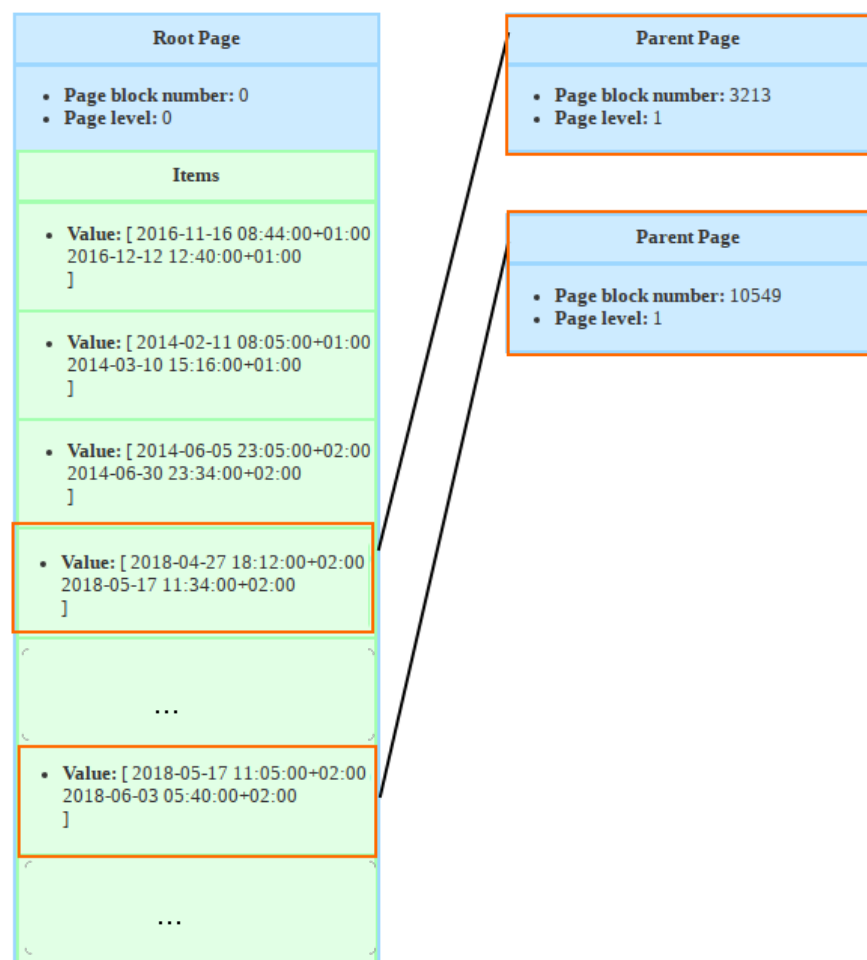 Root Page
• Page block number: 0
• Page level: 0
Items
• Value: [ 2016-11-16 08:44:00+01:00
2016-12-12 12:40:00+01:00
]
• Value: [ 2014-02-11 08:05:00+01:00
2014-03-10 15:16:00+01:00
]
• Value: [ 2014-06-05 23:05:00+02:00
2014-06-30 23:34:00+02:00
]
• Value: [ 2018-04-27 18:12:00+02:00
2018-05-17 11:34:00+02:00
]
...
• Value: [ 2018-05-17 11:05:00+02:00
2018-06-03 05:40:00+02:00
]
...
Parent Page
• Page block number: 3213
• Page level: 1
Parent Page
• Page block number: 10549
• Page level: 1